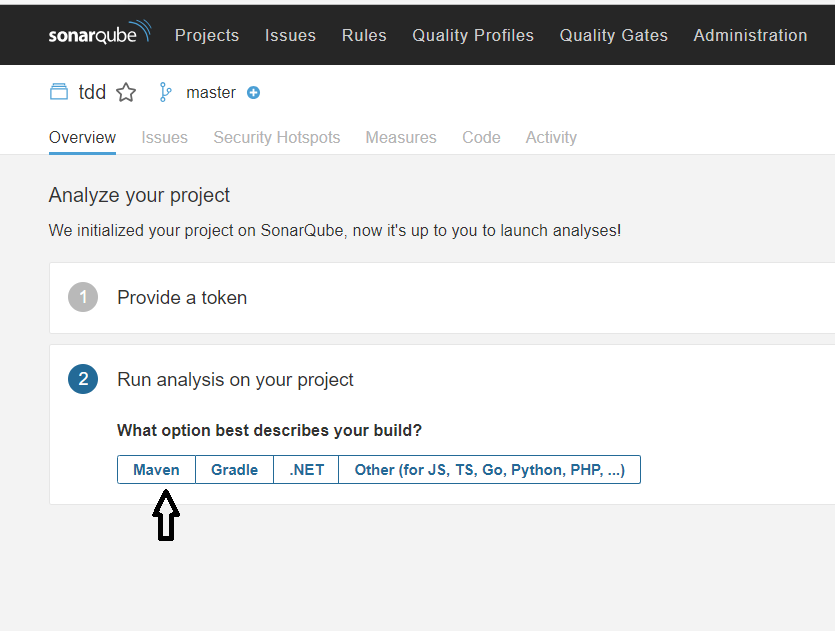 sonarqube Projects Issues Rules Quality Profiles Quality Gates Administration
tdd master
Overview Issues Security Hotspots Measures Code Activity
Analyze your project
We initialized your project on SonarQube, now it's up to you to launch analyses!
1 Provide a token
2 Run analysis on your project
What option best describes your build?
Maven Gradle .NET Other (for JS, TS, Go, Python, PHP, ...)